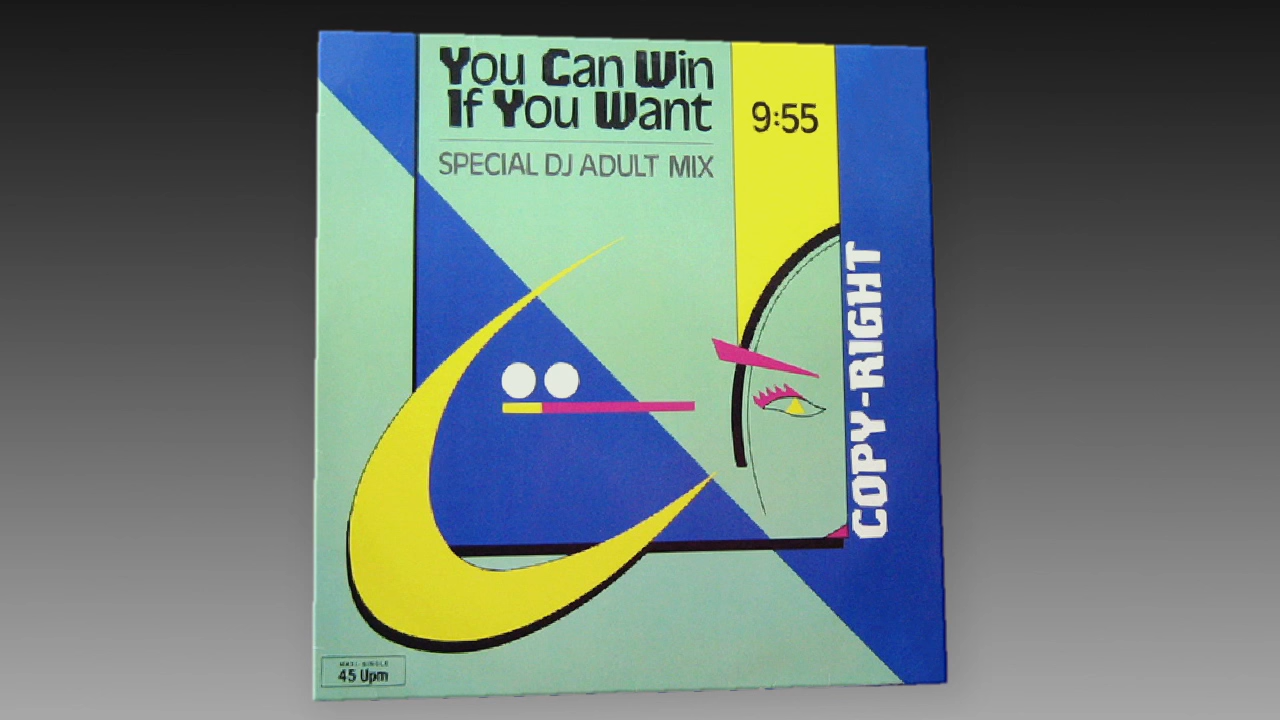 You Can Win
If You Want
SPECIAL DJ ADULT MIX
9:55
COPY-RIGHT
MAXI-SINGLE
45 Upm